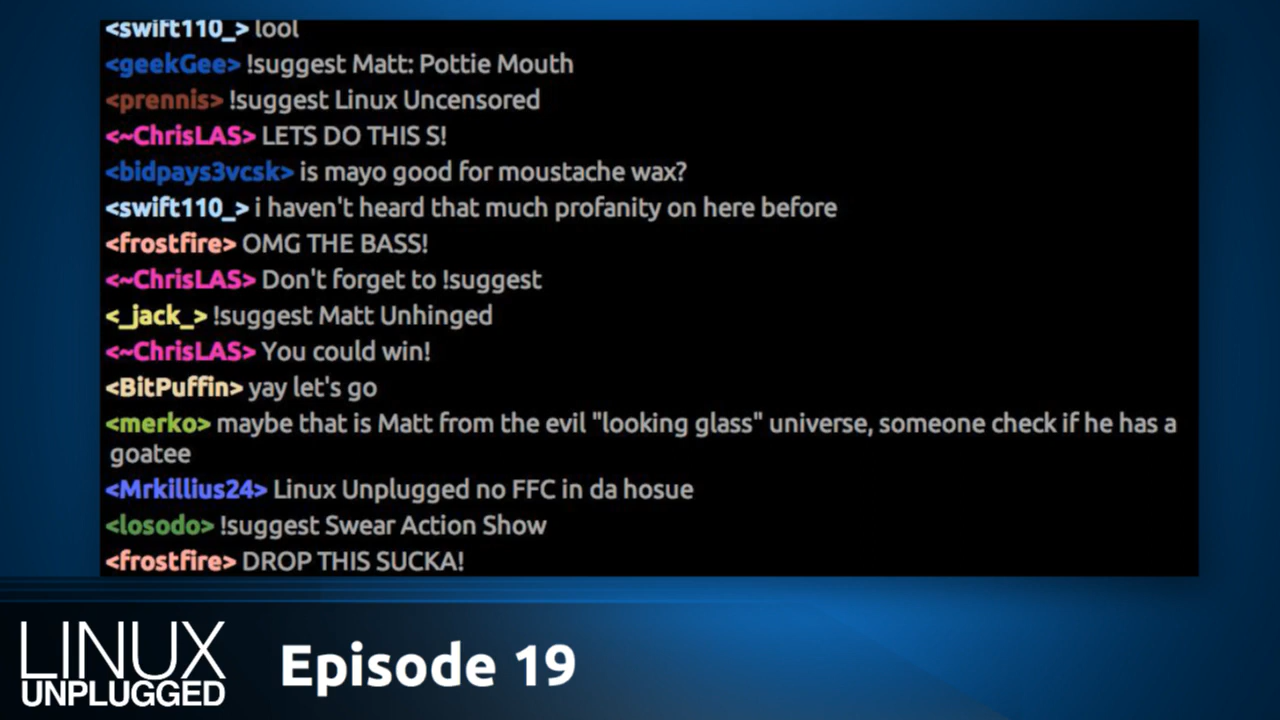 <swift110_> lool
<geekGee> !suggest Matt: Pottie Mouth
<prennis> !suggest Linux Uncensored
<~ChrisLAS> LETS DO THIS S!
<bidpays3vcsk> is mayo good for moustache wax?
<swift110_> i haven't heard that much profanity on here before
<frostfire> OMG THE BASS!
<~ChrisLAS> Don't forget to !suggest
<_jack_> !suggest Matt Unhinged
<~ChrisLAS> You could win!
<BitPuffin> yay let's go
<merko> maybe that is Matt from the evil "looking glass" universe, someone check if he has a
goatee
<Mrkillius24> Linux Unplugged no FFC in da hosue
<losodo> !suggest Swear Action Show
<frostfire> DROP THIS SUCKA!
LINUX
UNPLUGGED
Episode 19